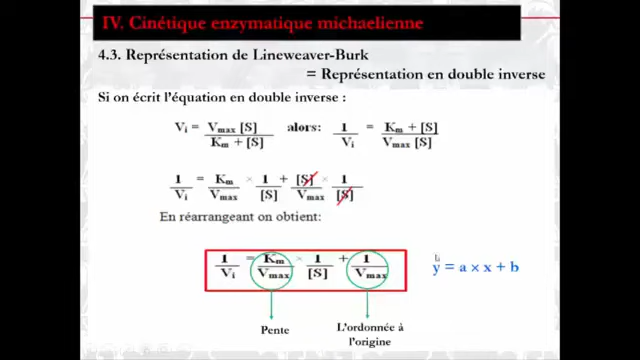 IV. Cinétique enzymatique michaelienne
4.3. Représentation de Lineweaver-Burk
= Représentation en double inverse
Si on écrit l'équation en double inverse :
Vi = Vmax [S] / Km + [S] alors: 1 / Vi = Km + [S] / Vmax [S]
1 / Vi = Km / Vmax × 1 / [S] + [S] / Vmax × 1 / [S]
En réarrangeant on obtient:
1 / Vi = Km / Vmax × 1 / [S] + 1 / Vmax
y = a × x + b
Pente
L'ordonnée à
l'origine